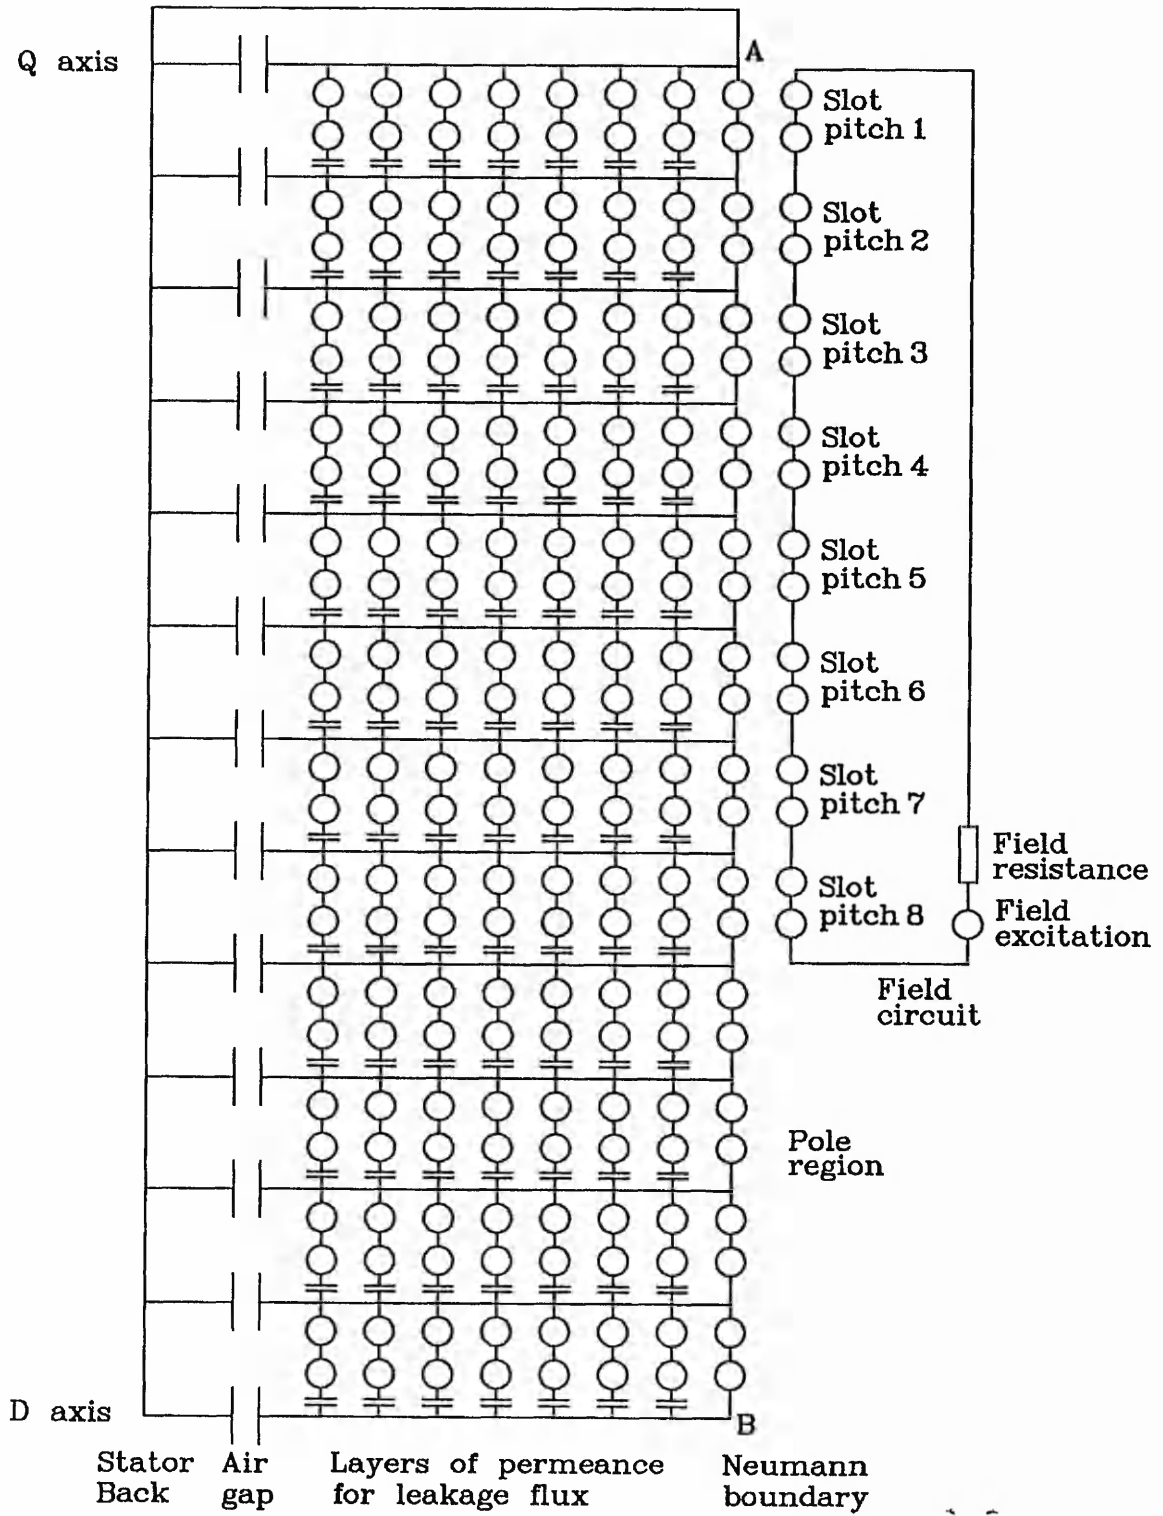 Q axis
A
Slot
pitch 1
Slot
pitch 2
Slot
pitch 3
Slot
pitch 4
Slot
pitch 5
Slot
pitch 6
Slot
pitch 7
Slot
pitch 8
Field
resistance
Field
excitation
Field
circuit
Pole
region
D axis
B
Stator
Back
Air
gap
Layers of permeance
for leakage flux
Neumann
boundary